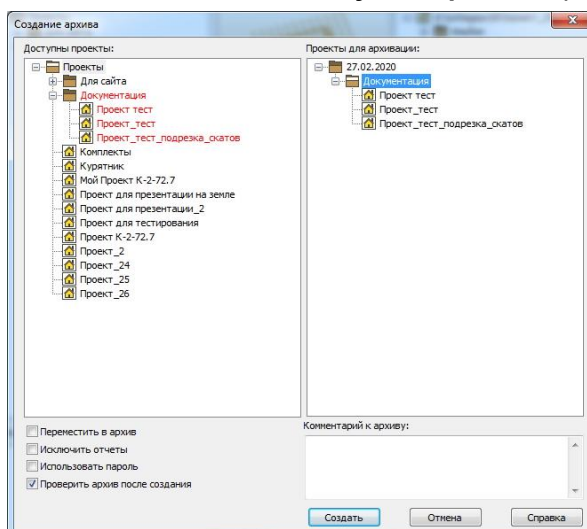 Создание архива
Доступны проекты:
Проекты
Для сайта
Документация
Проект тест
Проект_тест
Проект_тест_подрезка_скатов
Комплекты
Курятник
Мой Проект К-2-72.7
Проект для презентации на земле
Проект для презентации_2
Проект для тестирования
Проект К-2-72.7
Проект_2
Проект_24
Проект_25
Проект_26
Проекты для архивации:
27.02.2020
Документация
Проект тест
Проект_тест
Проект_тест_подрезка_скатов
Переместить в архив
Исключить отчеты
Использовать пароль
Проверить архив после создания
Комментарий к архиву:
Создать
Отмена
Справка